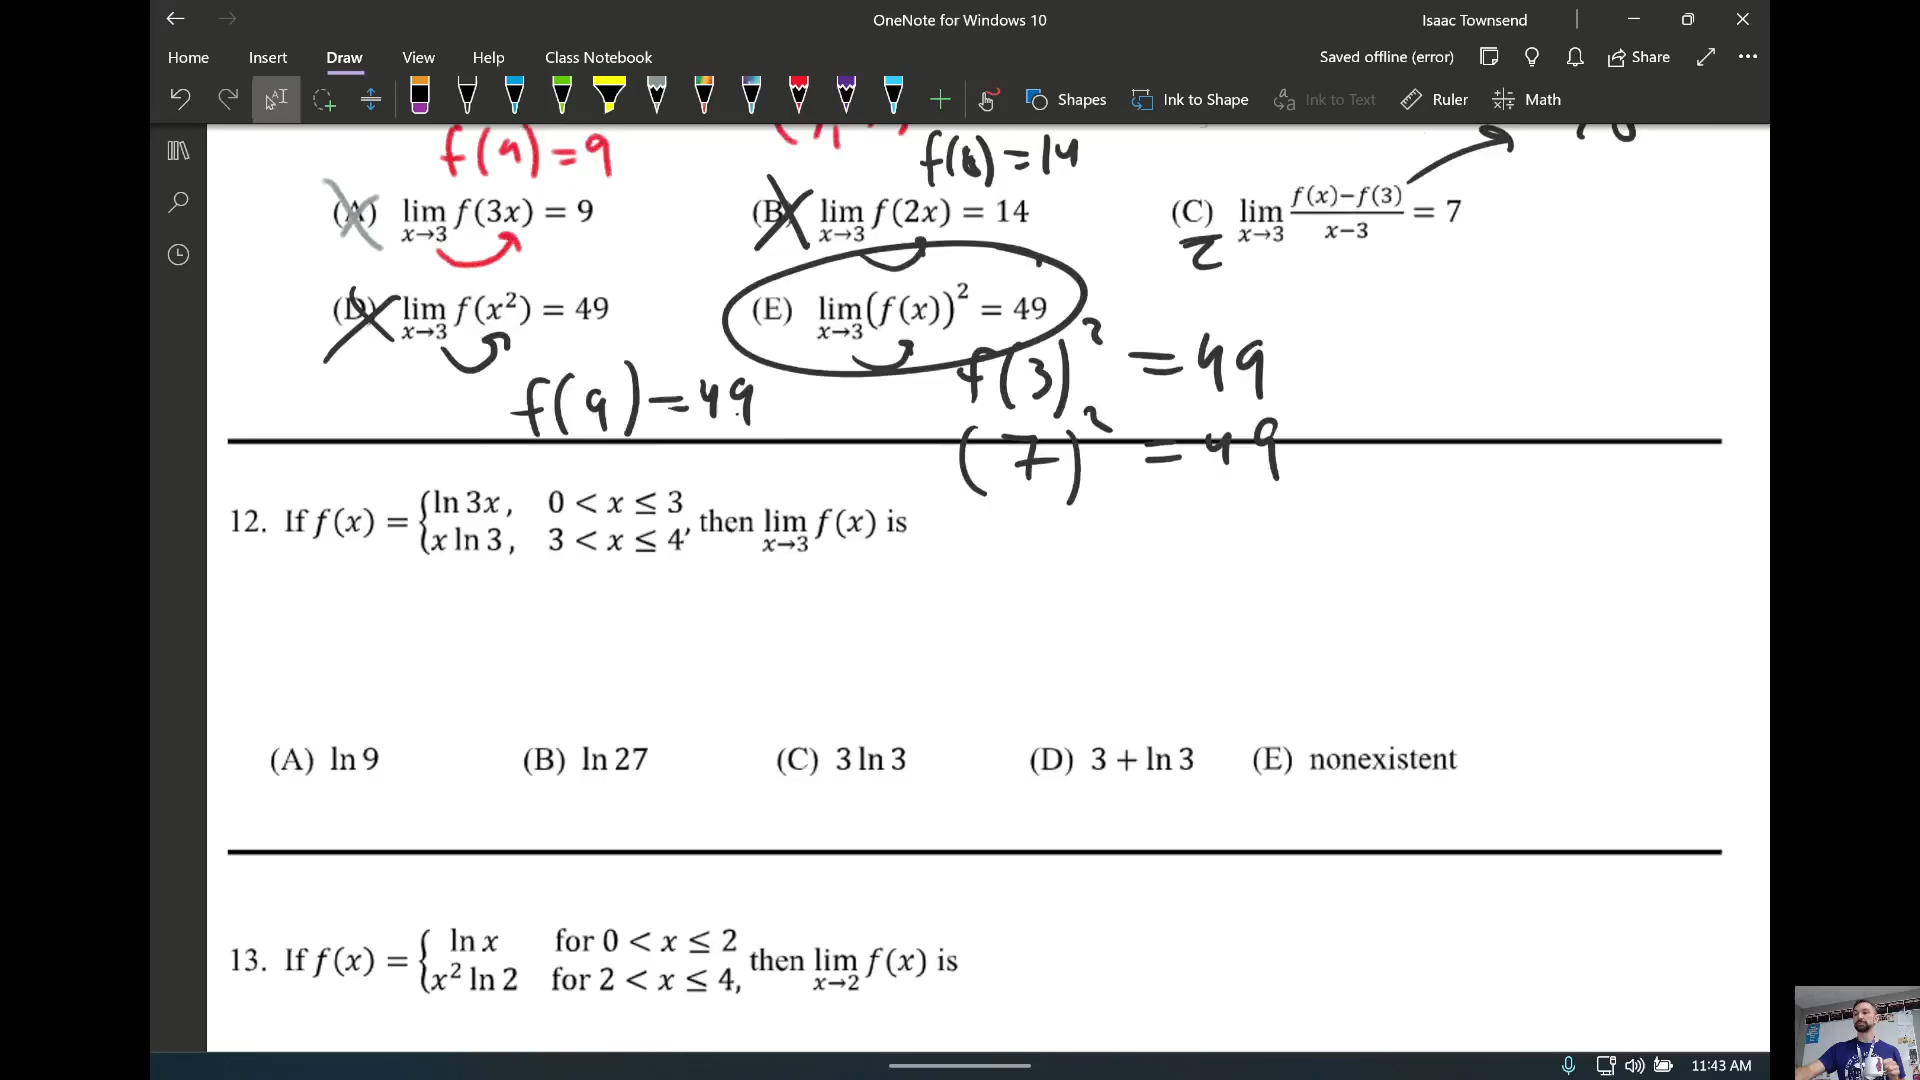 OneNote for Windows 10
Isaac Townsend
Home Insert Draw View Help Class Notebook
Saved offline (error) Share
Shapes Ink to Shape Ink to Text Ruler Math
f(9) = 9
f(6) = 14
(A) lim x→3 f(3x) = 9
(B) lim x→3 f(2x) = 14
(C) lim x→3 f(x)−f(3) / x−3 = 7
(D) lim x→3 f(x²) = 49
(E) lim x→3 (f(x))² = 49
f(3)² = 49
f(9) = 49
(7)² = 49
12. If f(x) = { ln 3x, 0 < x ≤ 3
x ln 3, 3 < x ≤ 4 , then lim x→3 f(x) is
(A) ln 9 (B) ln 27 (C) 3 ln 3 (D) 3 + ln 3 (E) nonexistent
13. If f(x) = { ln x for 0 < x ≤ 2
x² ln 2 for 2 < x ≤ 4, then lim x→2 f(x) is
11:43 AM